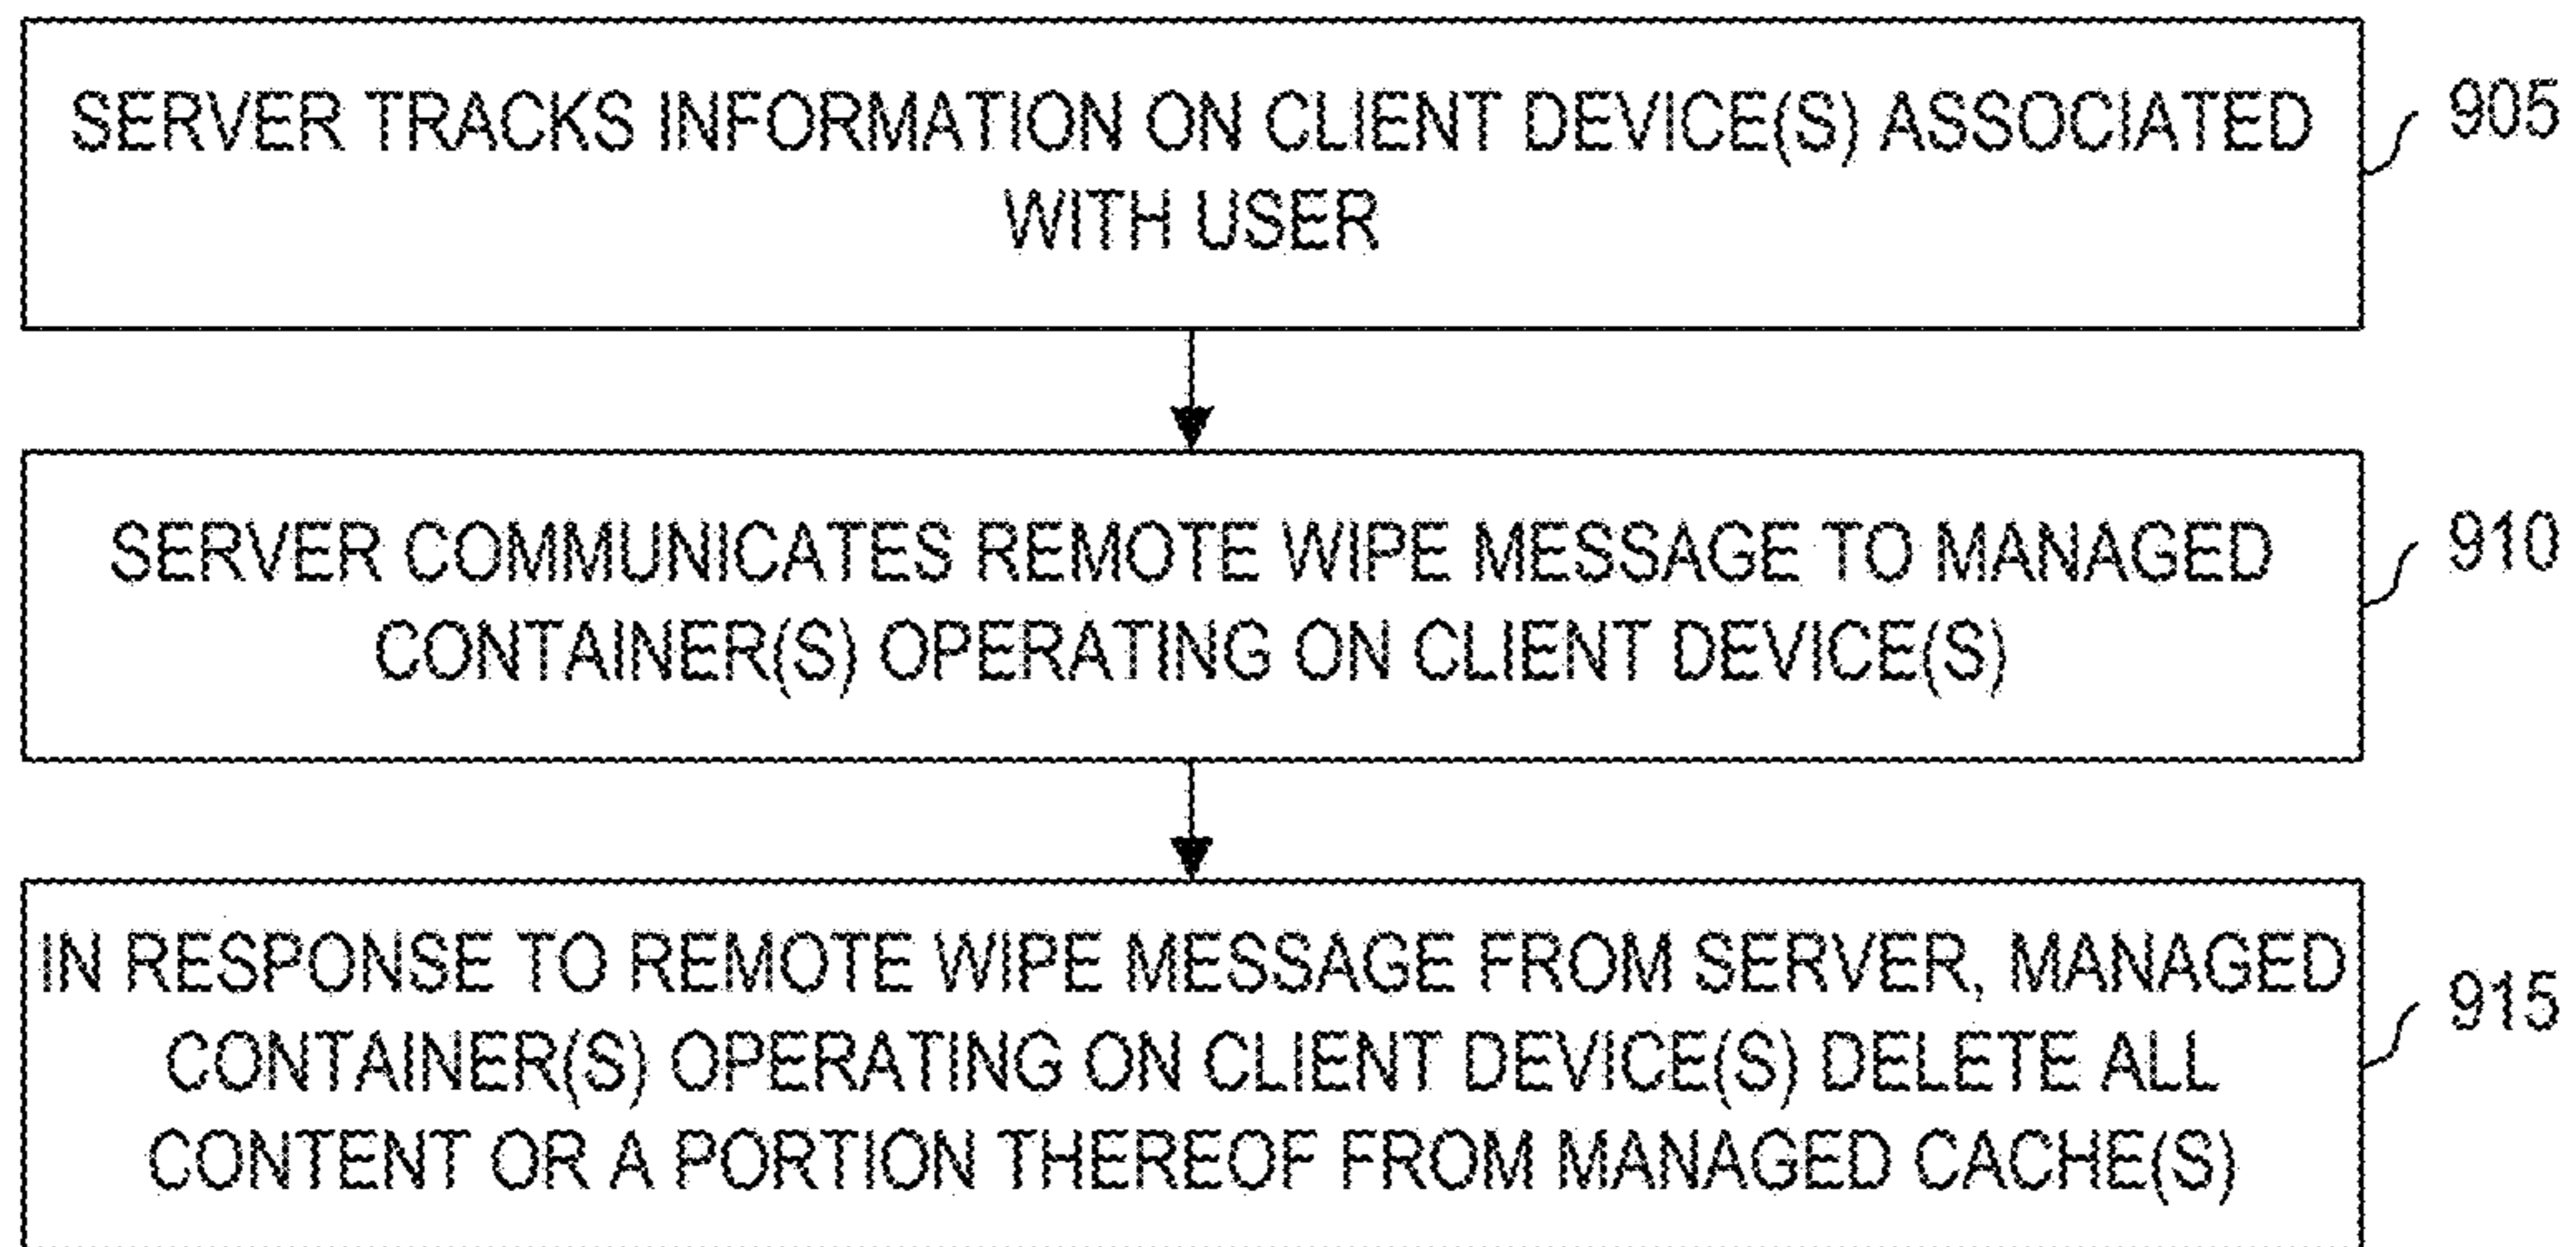 SERVER TRACKS INFORMATION ON CLIENT DEVICE(S) ASSOCIATED
WITH USER
905
SERVER COMMUNICATES REMOTE WIPE MESSAGE TO MANAGED
CONTAINER(S) OPERATING ON CLIENT DEVICE(S)
910
IN RESPONSE TO REMOTE WIPE MESSAGE FROM SERVER, MANAGED
CONTAINER(S) OPERATING ON CLIENT DEVICE(S) DELETE ALL
CONTENT OR A PORTION THEREOF FROM MANAGED CACHE(S)
915